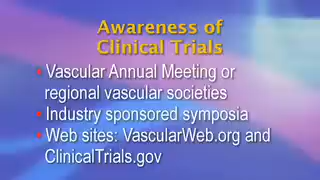 Awareness of
Clinical Trials
• Vascular Annual Meeting or
regional vascular societies
• Industry sponsored symposia
• Web sites: VascularWeb.org and
ClinicalTrials.gov